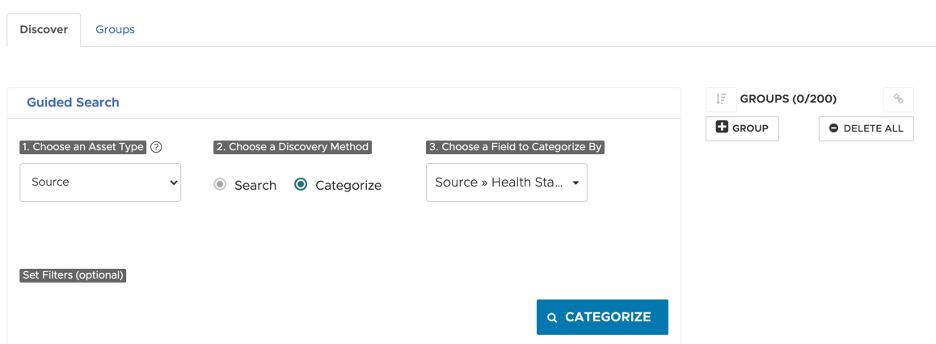 Discover Groups
Guided Search
GROUPS (0/200)
GROUP
DELETE ALL
1. Choose an Asset Type ?
2. Choose a Discovery Method
3. Choose a Field to Categorize By
Source
Search Categorize
Source » Health Sta...
Set Filters (optional)
CATEGORIZE